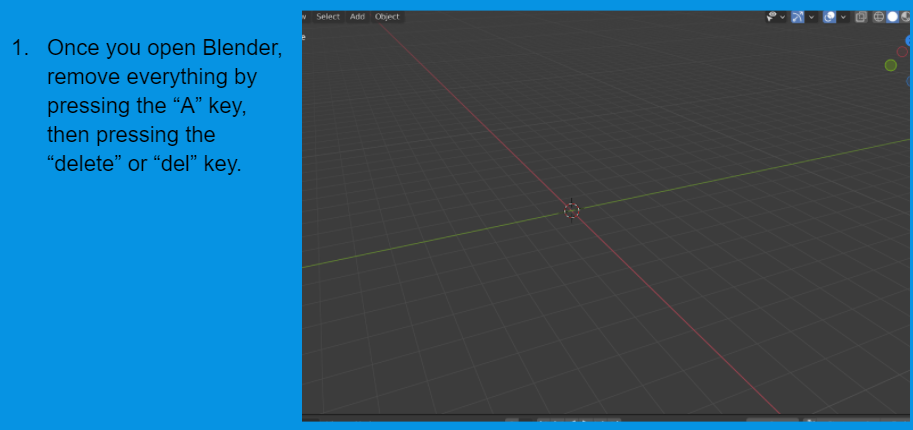 Select Add Object
1. Once you open Blender,
remove everything by
pressing the “A” key,
then pressing the
“delete” or “del” key.